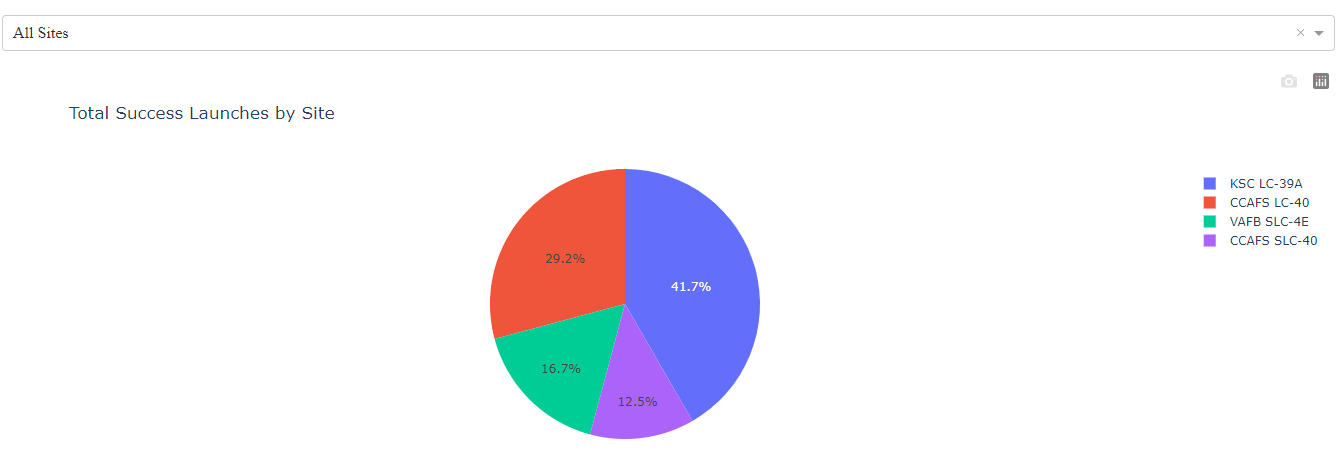 All Sites
Total Success Launches by Site
KSC LC-39A
CCAFS LC-40
VAFB SLC-4E
CCAFS SLC-40
29.2%
41.7%
16.7%
12.5%